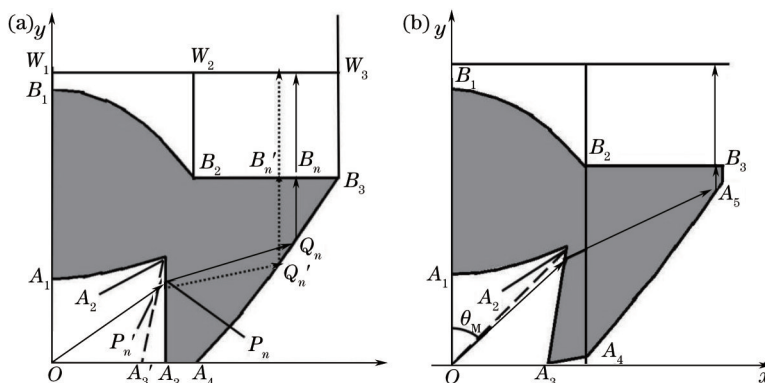 (a)
y
W₁
W₂
W₃
B₁
B₂
Bₙ′
Bₙ
B₃
A₁
A₂
Qₙ
Qₙ′
Pₙ′
Pₙ
O
A₃′
A₃
A₄
(b)
y
B₁
B₂
B₃
A₅
A₁
A₂
θ_M
A₄
O
A₃
x